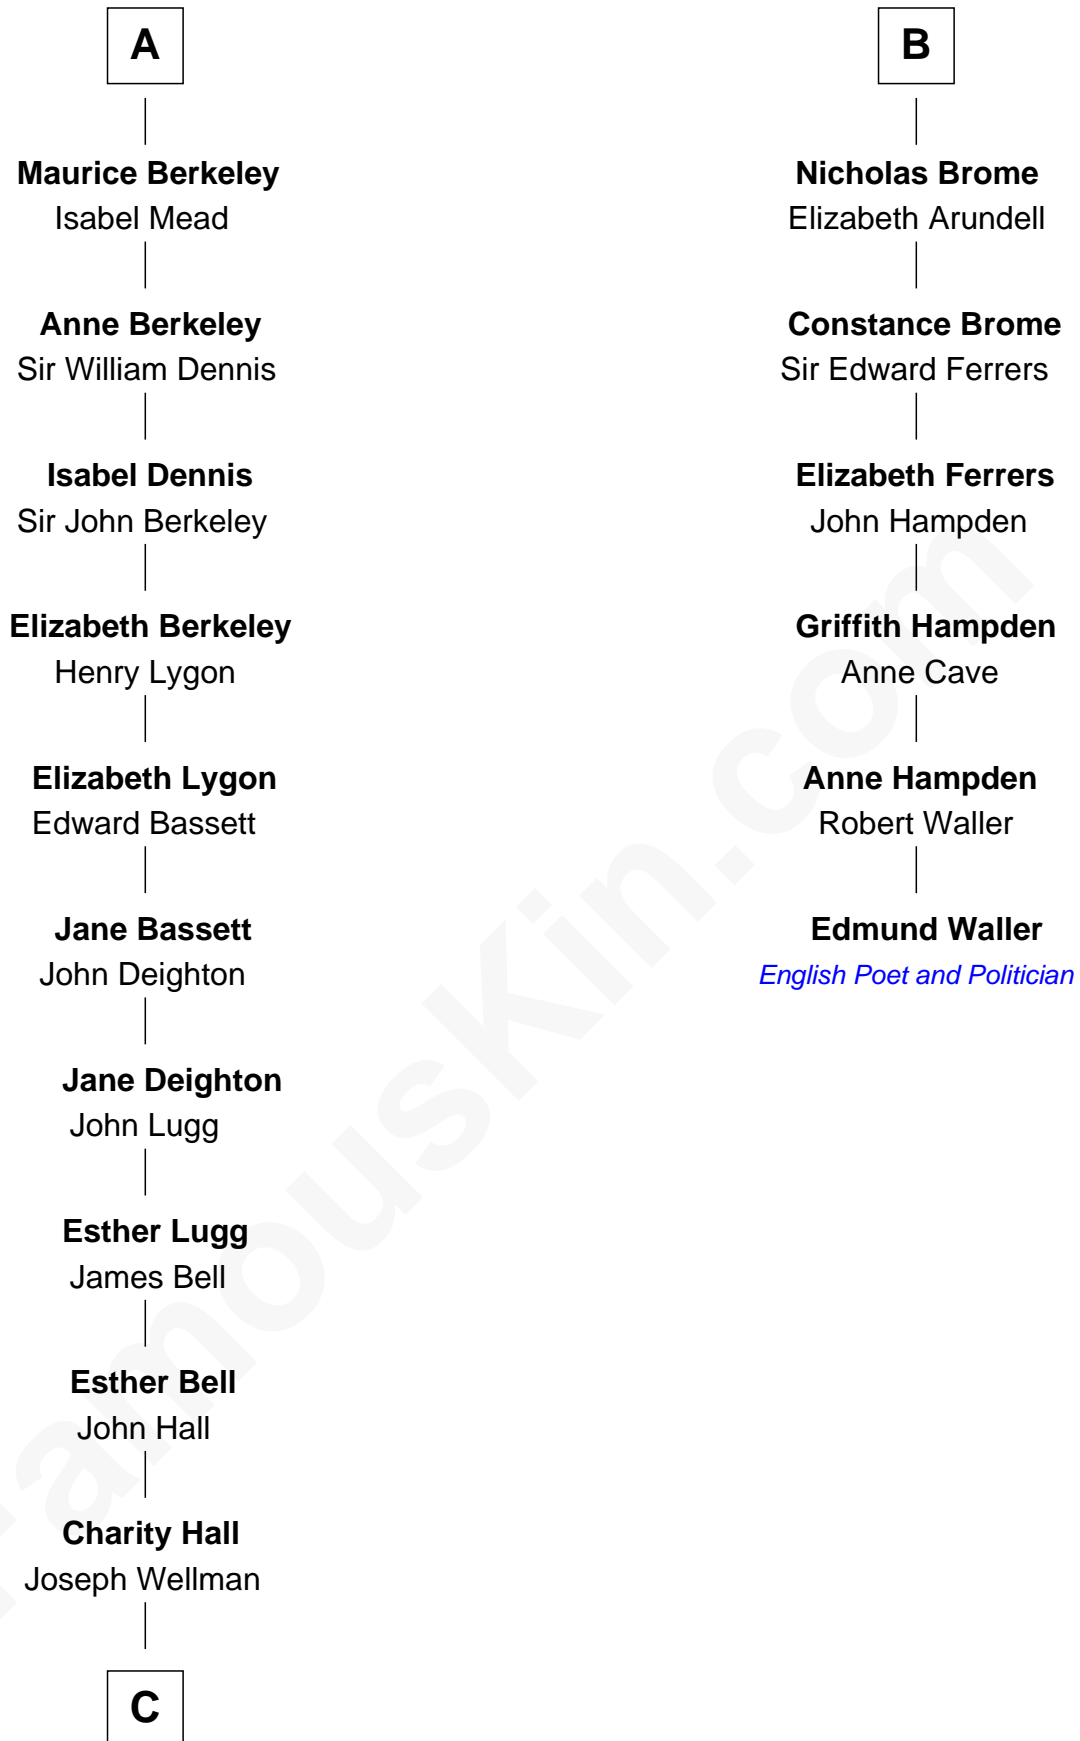 A
Maurice Berkeley
Isabel Mead
Anne Berkeley
Sir William Dennis
Isabel Dennis
Sir John Berkeley
Elizabeth Berkeley
Henry Lygon
Elizabeth Lygon
Edward Bassett
Jane Bassett
John Deighton
Jane Deighton
John Lugg
Esther Lugg
James Bell
Esther Bell
John Hall
Charity Hall
Joseph Wellman
C
B
Nicholas Brome
Elizabeth Arundell
Constance Brome
Sir Edward Ferrers
Elizabeth Ferrers
John Hampden
Griffith Hampden
Anne Cave
Anne Hampden
Robert Waller
Edmund Waller
English Poet and Politician
FamousKin.com